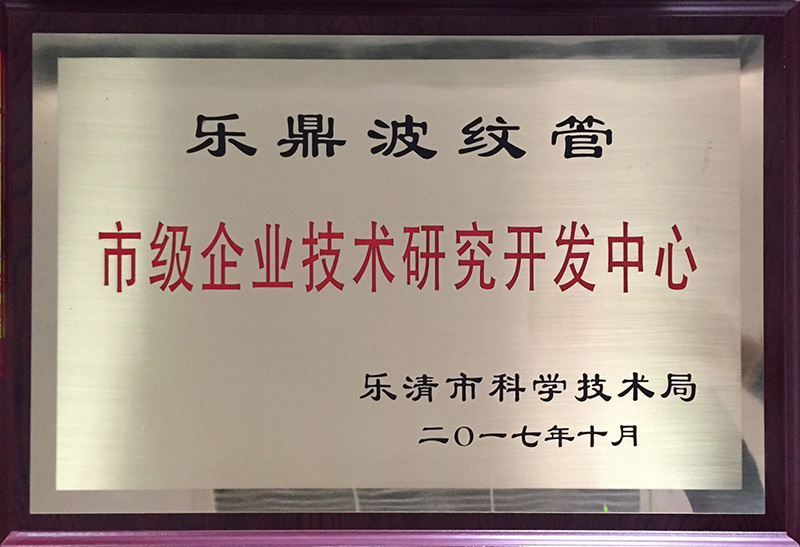 乐鼎波纹管
市级企业技术研究开发中心
乐清市科学技术局
二〇一七年十月